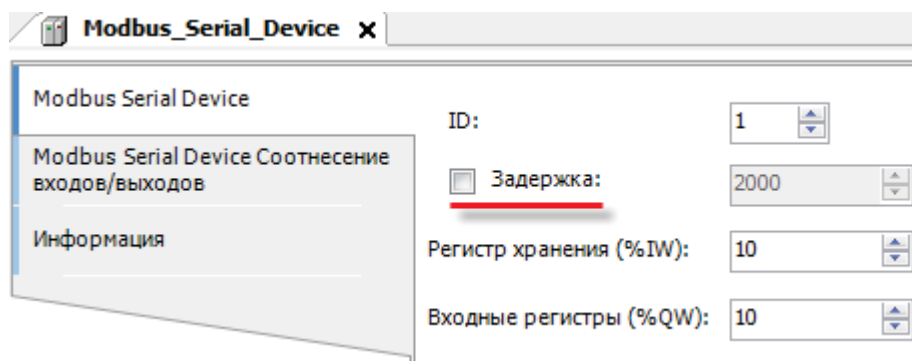 Modbus_Serial_Device
Modbus Serial Device
Modbus Serial Device Соотнесение
входов/выходов
Информация
ID:
1
Задержка:
2000
Регистр хранения (%IW):
10
Входные регистры (%QW):
10